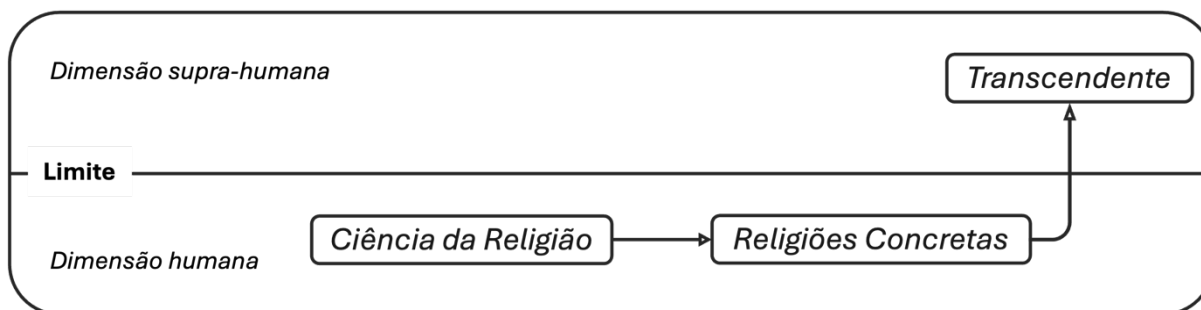 Dimensão supra-humana
Transcendente
Limite
Ciência da Religião
Religiões Concretas
Dimensão humana